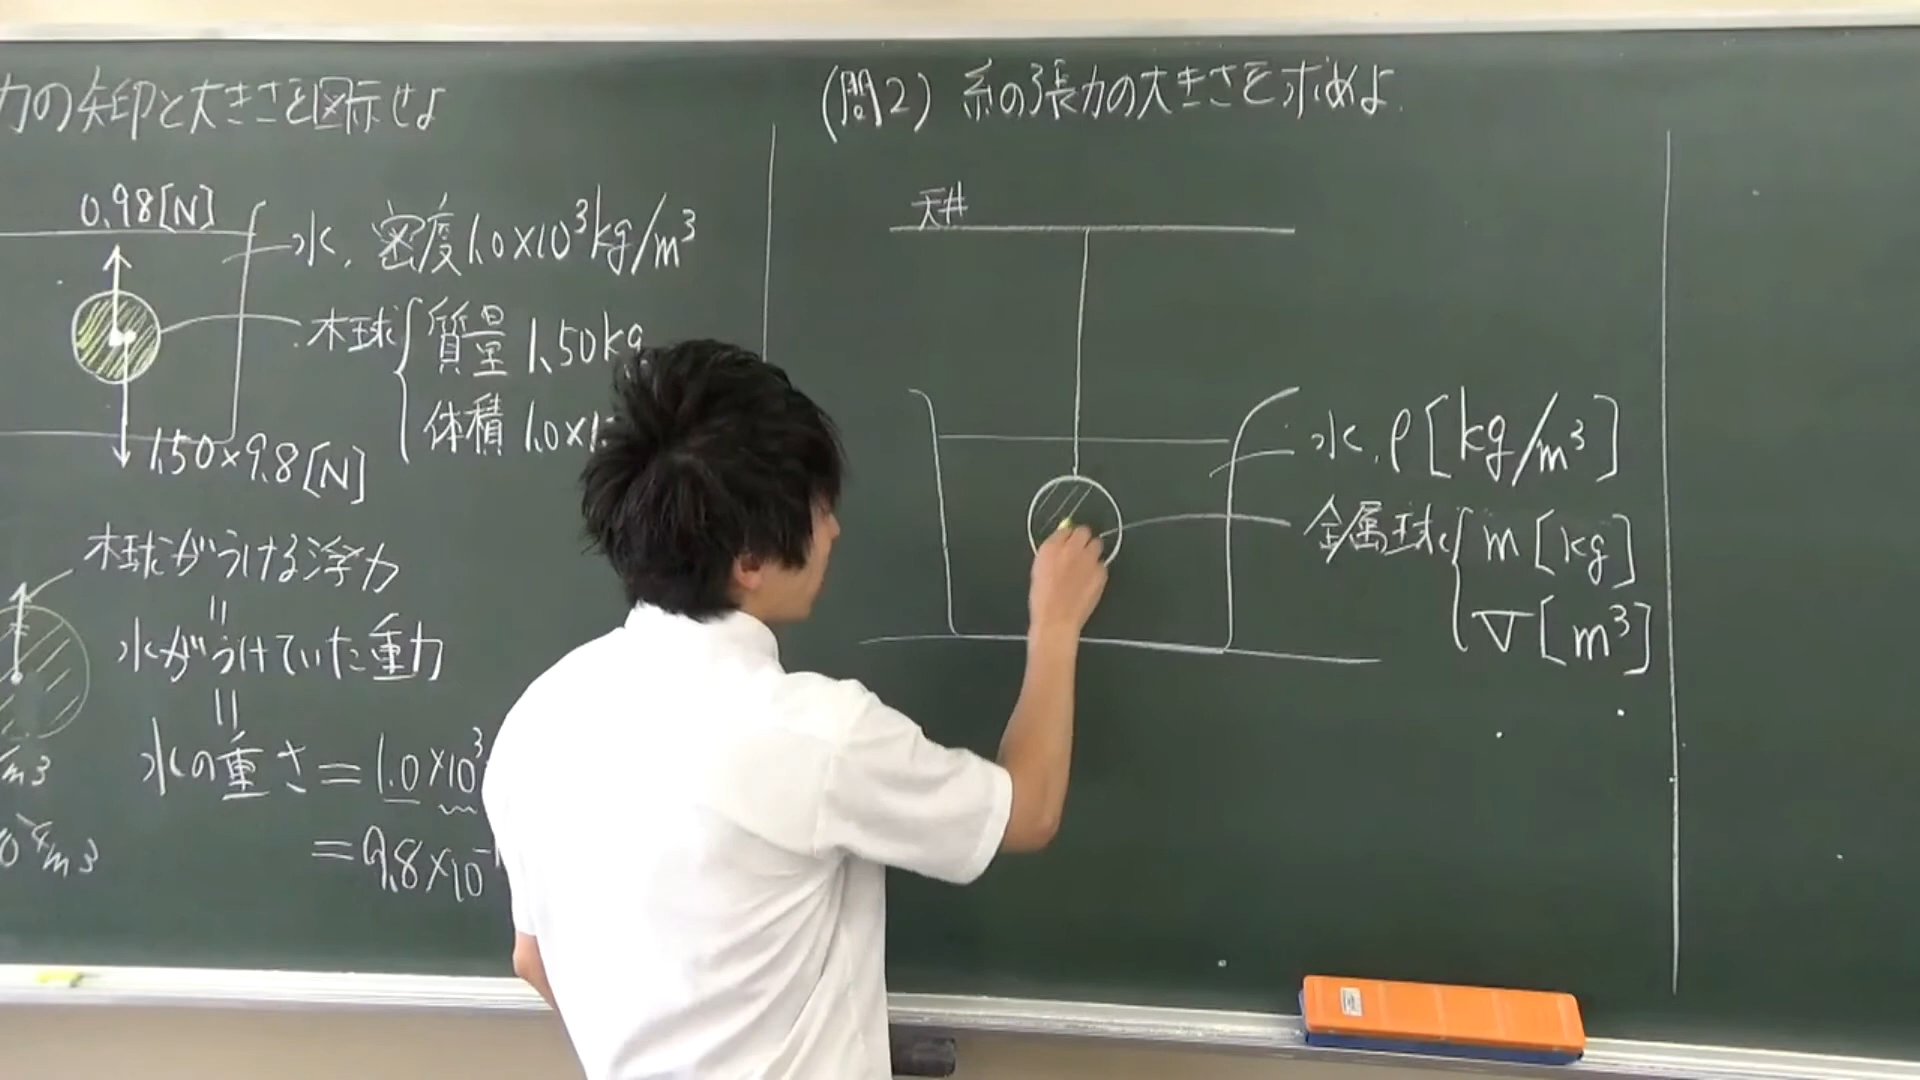 力の矢印と大きさを図示せよ
0.98[N]
水, 密度1.0×10³kg/m³
木球
質量 1.50kg
体積 1.0×1
1.50×9.8[N]
木球がうける浮力
=
水がうけていた重力
=
水の重さ=1.0×10³
=9.8×10⁻¹
m3
0⁻⁴m3
(問2) 糸の張力の大きさを求めよ.
天井
水, ρ[kg/m³]
金属球
m[kg]
V[m³]